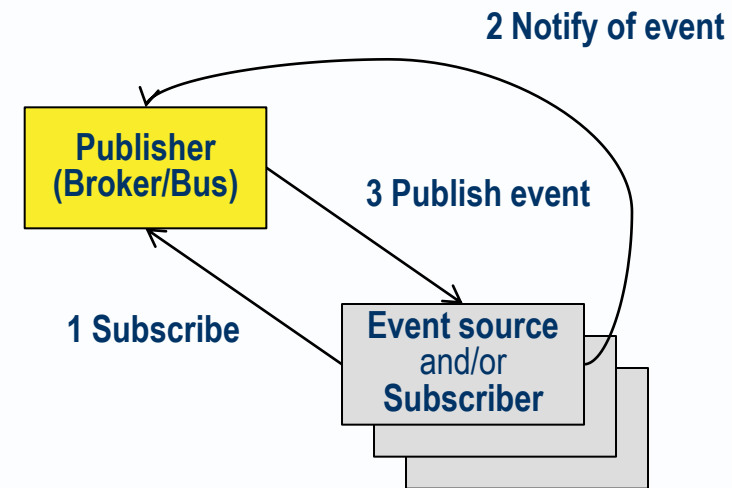 2 Notify of event
Publisher
(Broker/Bus)
3 Publish event
1 Subscribe
Event source
and/or
Subscriber